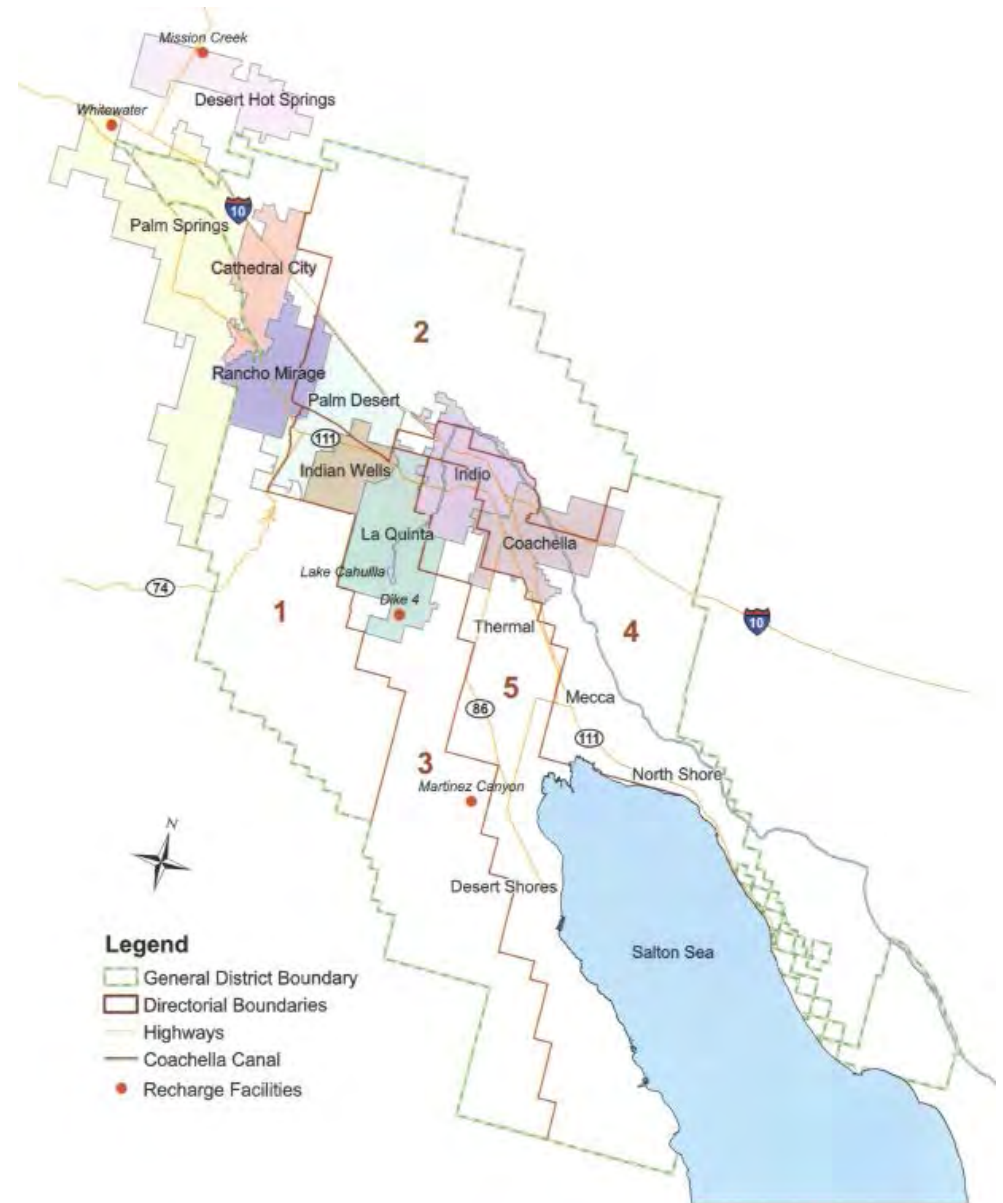 Mission Creek
Desert Hot Springs
Whitewater
10
Palm Springs
Cathedral City
2
Rancho Mirage
Palm Desert
111
Indian Wells
Indio
La Quinta
Coachella
Lake Cahuilla
74
Dike 4
1
Thermal
4
10
5
Mecca
86
111
3
North Shore
Martinez Canyon
N
Desert Shores
Salton Sea
Legend
General District Boundary
Directorial Boundaries
Highways
Coachella Canal
Recharge Facilities